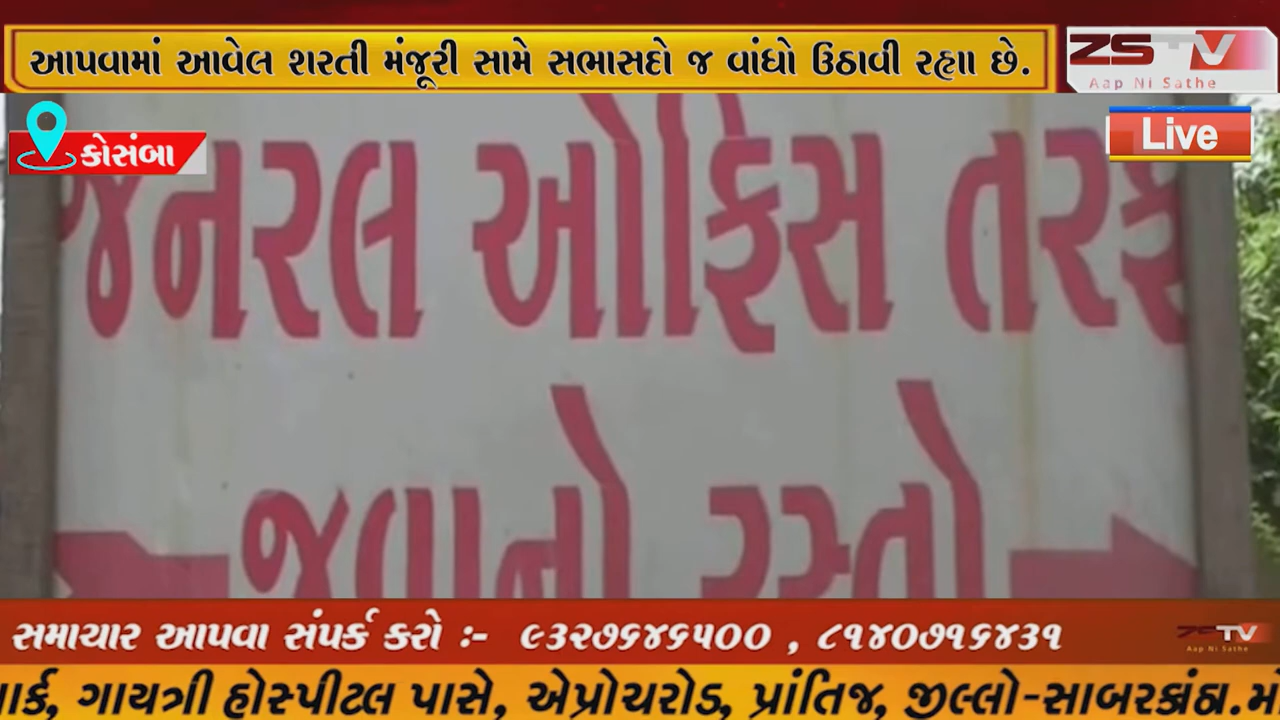 આપવામાં આવેલ શરતી મંજૂરી સામે સભાસદો જ વાંધો ઉઠાવી રહ્યા છે.
ZSTV
Aap Ni Sathe
કોસંબા
Live
જનરલ ઓફિસ તરફ
જવાનો રસ્તો
સમાચાર આપવા સંપર્ક કરો :- ૯૩૨૭૬૪૬૫૦૦ , ૮૧૪૦૭૧૬૪૩૧
ZSTV
Aap Ni Sathe
ગાયત્રી હોસ્પીટલ પાસે, એપ્રોચરોડ, પ્રાંતિજ, જીલ્લો-સાબરકાંઠા.